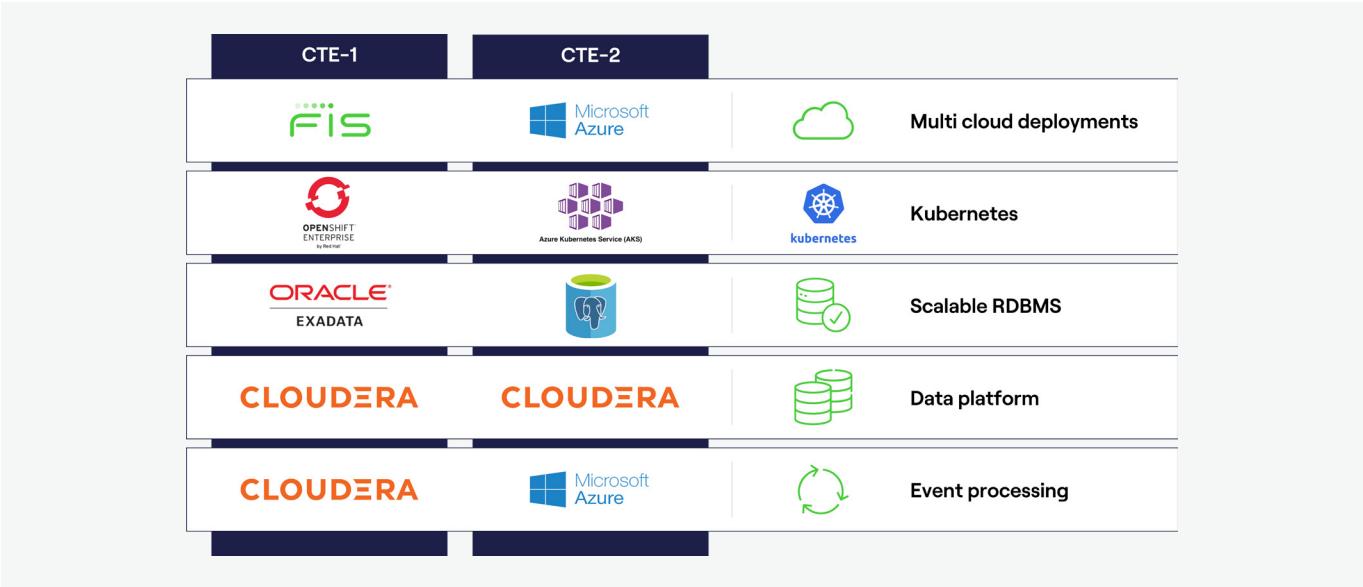 CTE-1
CTE-2
FIS
Microsoft
Azure
Multi cloud deployments
OPENSHIFT
ENTERPRISE
by Red Hat
Azure Kubernetes Service (AKS)
kubernetes
Kubernetes
ORACLE
EXADATA
Scalable RDBMS
CLOUDERA
CLOUDERA
Data platform
CLOUDERA
Microsoft
Azure
Event processing